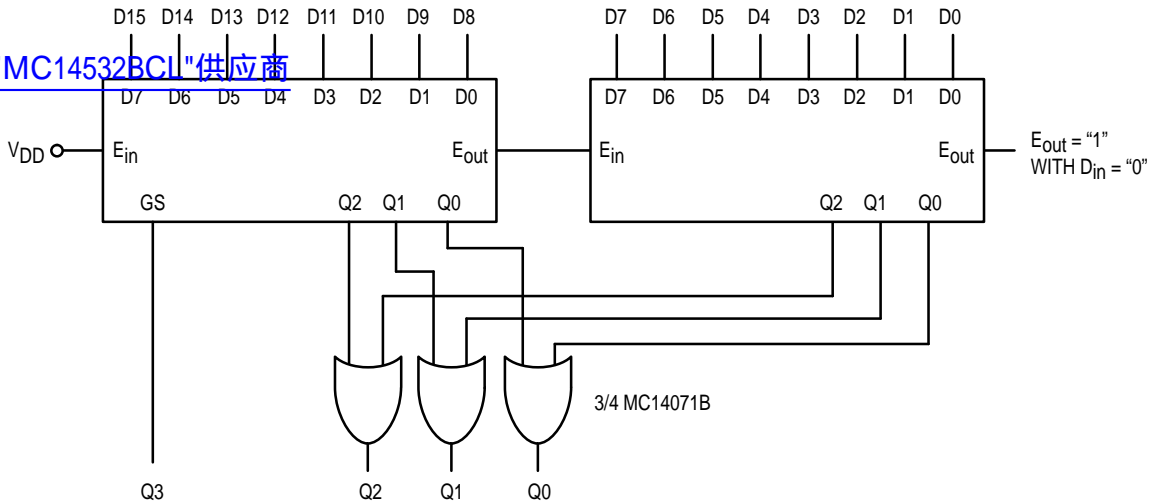 D15 D14 D13 D12 D11 D10 D9 D8 D7 D6 D5 D4 D3 D2 D1 D0
MC14532BCL"供应商
D7 D6 D5 D4 D3 D2 D1 D0 D7 D6 D5 D4 D3 D2 D1 D0
VDD Ein Eout Ein Eout Eout = “1”
WITH Din = “0”
GS Q2 Q1 Q0 Q2 Q1 Q0
3/4 MC14071B
Q3 Q2 Q1 Q0